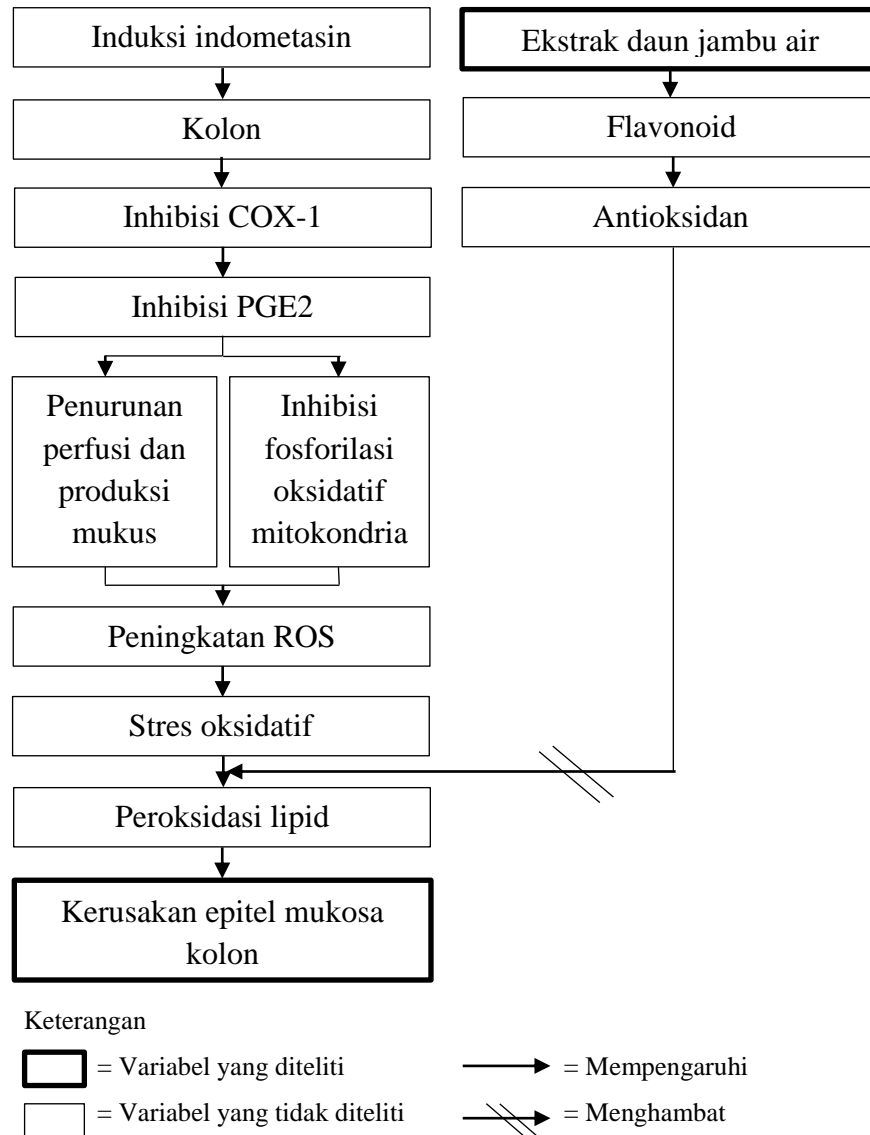 Induksi indometasin
Kolon
Inhibisi COX-1
Inhibisi PGE2
Penurunan
perfusi dan
produksi
mukus
Inhibisi
fosforilasi
oksidatif
mitokondria
Peningkatan ROS
Stres oksidatif
Peroksidasi lipid
Kerusakan epitel mukosa
kolon
Ekstrak daun jambu air
Flavonoid
Antioksidan
Keterangan
= Variabel yang diteliti
= Mempengaruhi
= Variabel yang tidak diteliti
= Menghambat